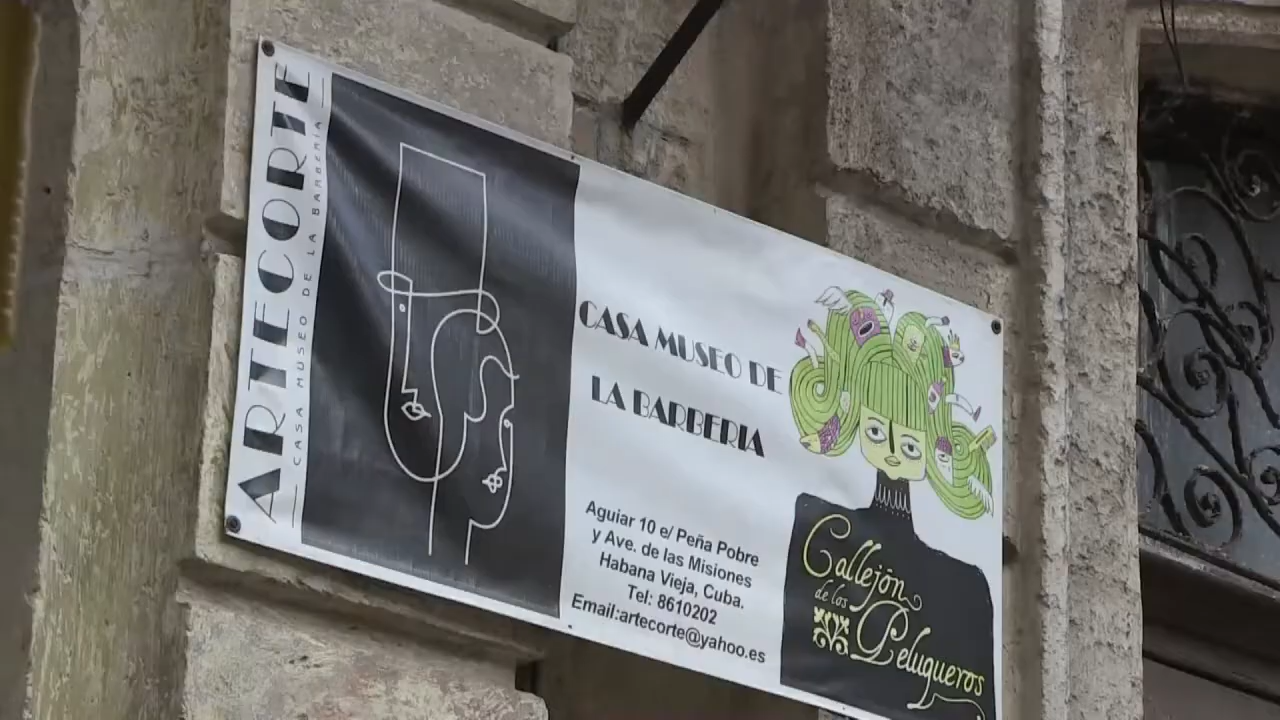 ARTECORTE
CASA MUSEO DE LA BARBERÍA
CASA MUSEO DE
LA BARBERIA
Aguiar 10 e/ Peña Pobre
y Ave. de las Misiones
Habana Vieja, Cuba.
Tel: 8610202
Email:artecorte@yahoo.es
Callejón
de los
Peluqueros